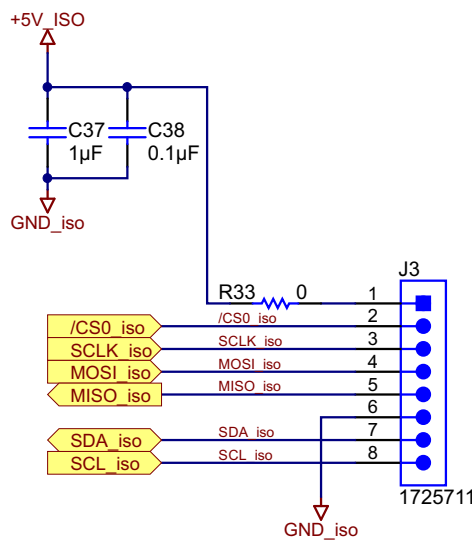 +5V_ISO
C37
1µF
C38
0.1µF
GND_iso
R33 0
J3
1
/CS0_iso /CS0_iso 2
SCLK_iso SCLK_iso 3
MOSI_iso MOSI_iso 4
MISO_iso MISO_iso 5
6
SDA_iso SDA_iso 7
SCL_iso SCL_iso 8
1725711
GND_iso